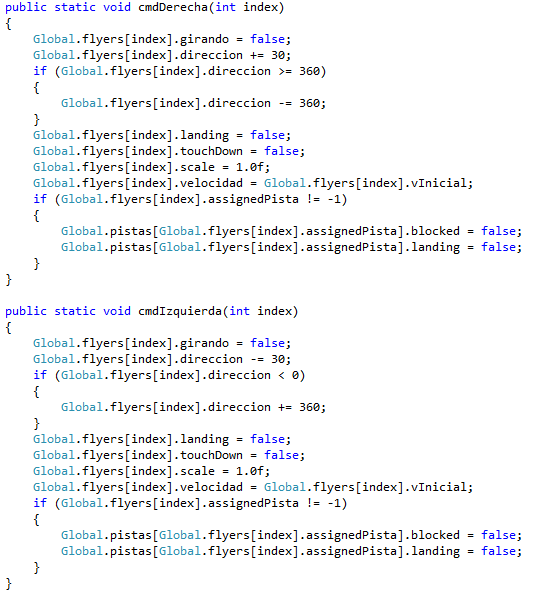 public static void cmdDerecha(int index)
{
    Global.flyers[index].girando = false;
    Global.flyers[index].direccion += 30;
    if (Global.flyers[index].direccion >= 360)
    {
        Global.flyers[index].direccion -= 360;
    }
    Global.flyers[index].landing = false;
    Global.flyers[index].touchDown = false;
    Global.flyers[index].scale = 1.0f;
    Global.flyers[index].velocidad = Global.flyers[index].vInicial;
    if (Global.flyers[index].assignedPista != -1)
    {
        Global.pistas[Global.flyers[index].assignedPista].blocked = false;
        Global.pistas[Global.flyers[index].assignedPista].landing = false;
    }
}

public static void cmdIzquierda(int index)
{
    Global.flyers[index].girando = false;
    Global.flyers[index].direccion -= 30;
    if (Global.flyers[index].direccion < 0)
    {
        Global.flyers[index].direccion += 360;
    }
    Global.flyers[index].landing = false;
    Global.flyers[index].touchDown = false;
    Global.flyers[index].scale = 1.0f;
    Global.flyers[index].velocidad = Global.flyers[index].vInicial;
    if (Global.flyers[index].assignedPista != -1)
    {
        Global.pistas[Global.flyers[index].assignedPista].blocked = false;
        Global.pistas[Global.flyers[index].assignedPista].landing = false;
    }
}